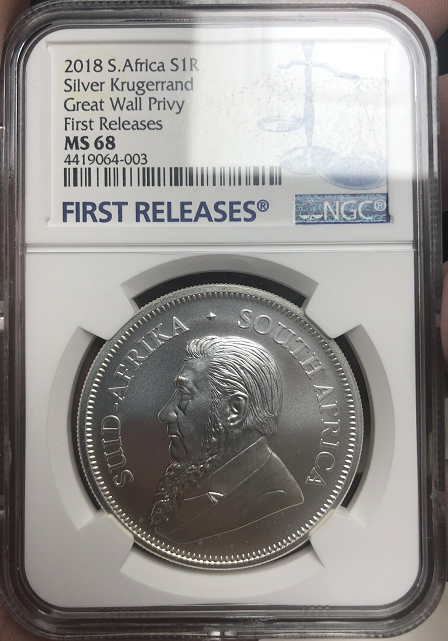 2018 S.Africa S1R
Silver Krugerrand
Great Wall Privy
First Releases
MS 68
4419064-003
FIRST RELEASES®
NGC®
SUID-AFRIKA · SOUTH AFRICA